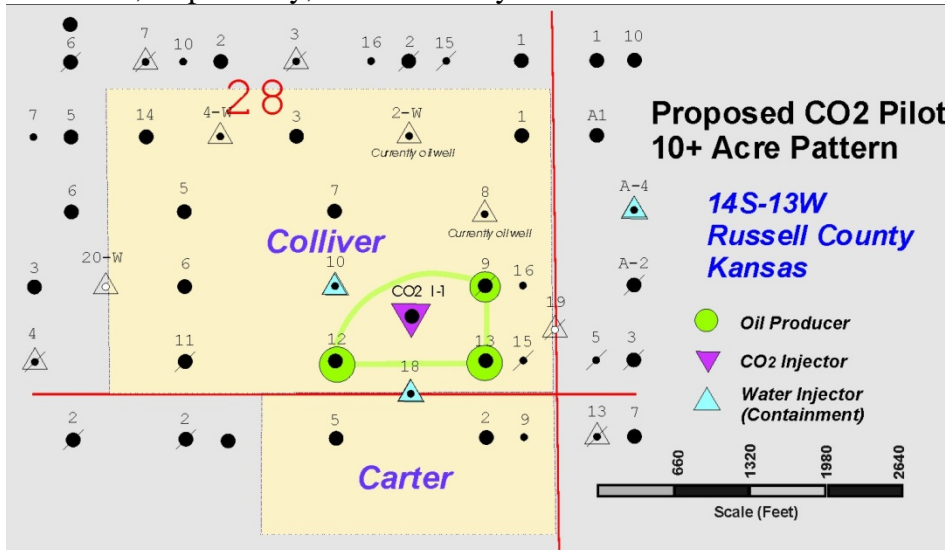 6 7 10 2 3 16 2 15 1 1 10
28
7 5 14 4-W 3 2-W 1 A1
Currently oil well
Proposed CO2 Pilot
10+ Acre Pattern
6 5 7 8 A-4
Currently oil well
Colliver
14S-13W
Russell County
Kansas
3 20-W 6 10 9 16 A-2
CO2 I-1
19
Oil Producer
4 11 12 13 15 5 3
CO2 Injector
18
Water Injector
(Containment)
2 2 5 2 9 13 7
Carter
660 1320 1980 2640
Scale (Feet)